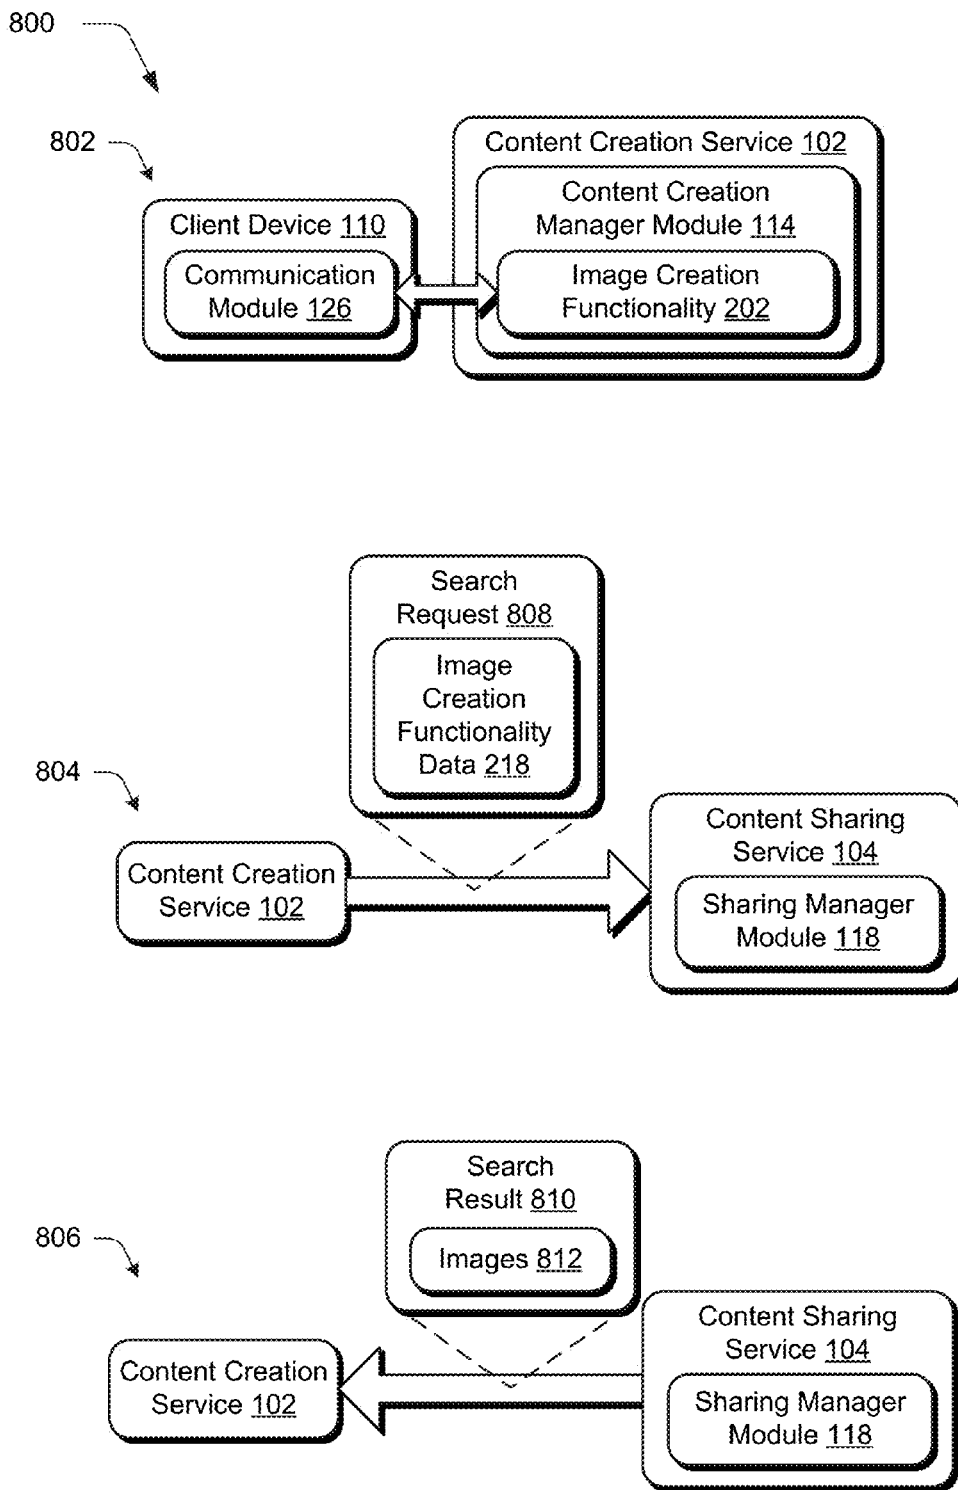 800
802
Content Creation Service 102
Content Creation
Manager Module 114
Client Device 110
Communication
Module 126
Image Creation
Functionality 202
Search
Request 808
Image
Creation
Functionality
Data 218
804
Content Creation
Service 102
Content Sharing
Service 104
Sharing Manager
Module 118
Search
Result 810
Images 812
806
Content Creation
Service 102
Content Sharing
Service 104
Sharing Manager
Module 118